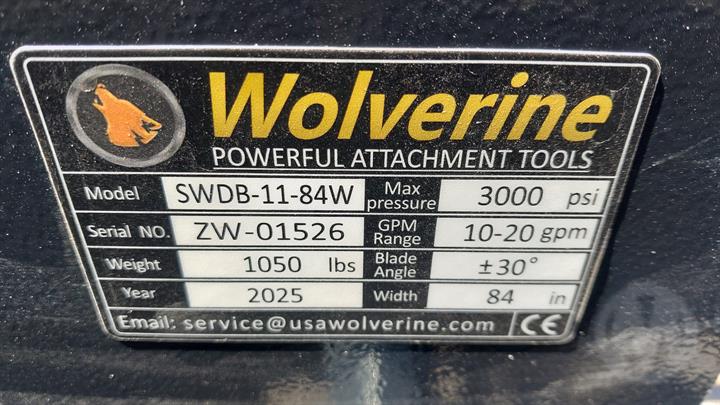 Wolverine
POWERFUL ATTACHMENT TOOLS
Model SWDB-11-84W Max pressure 3000 psi
Serial NO. ZW-01526 GPM Range 10-20 gpm
Weight 1050 lbs Blade Angle ±30°
Year 2025 Width 84 in
Email: service@usawolverine.com CE